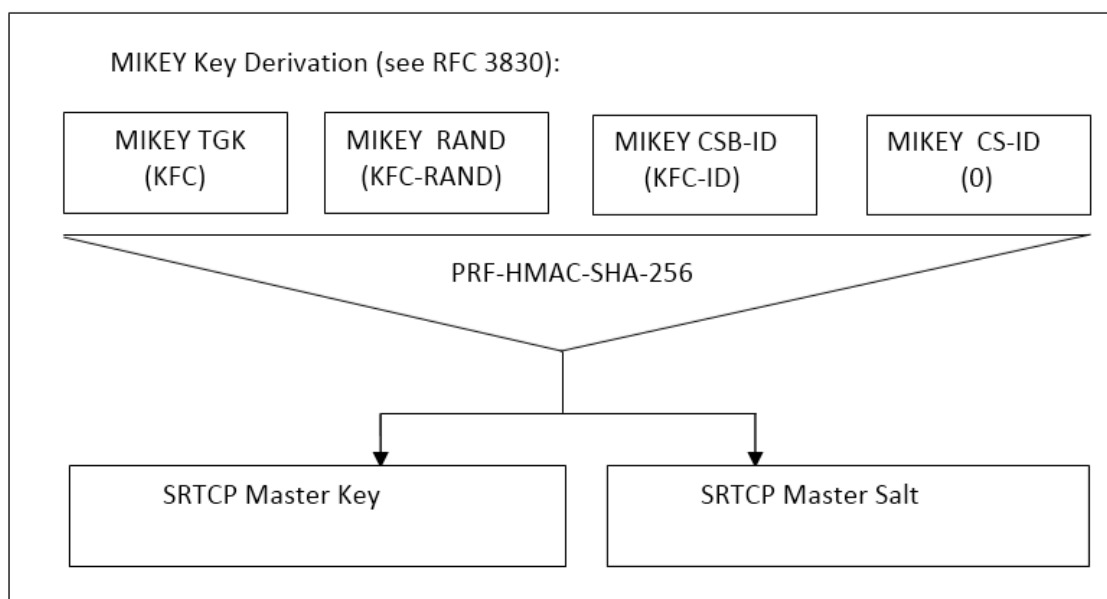 MIKEY Key Derivation (see RFC 3830):
MIKEY TGK
(KFC)
MIKEY RAND
(KFC-RAND)
MIKEY CSB-ID
(KFC-ID)
MIKEY CS-ID
(0)
PRF-HMAC-SHA-256
SRTCP Master Key
SRTCP Master Salt